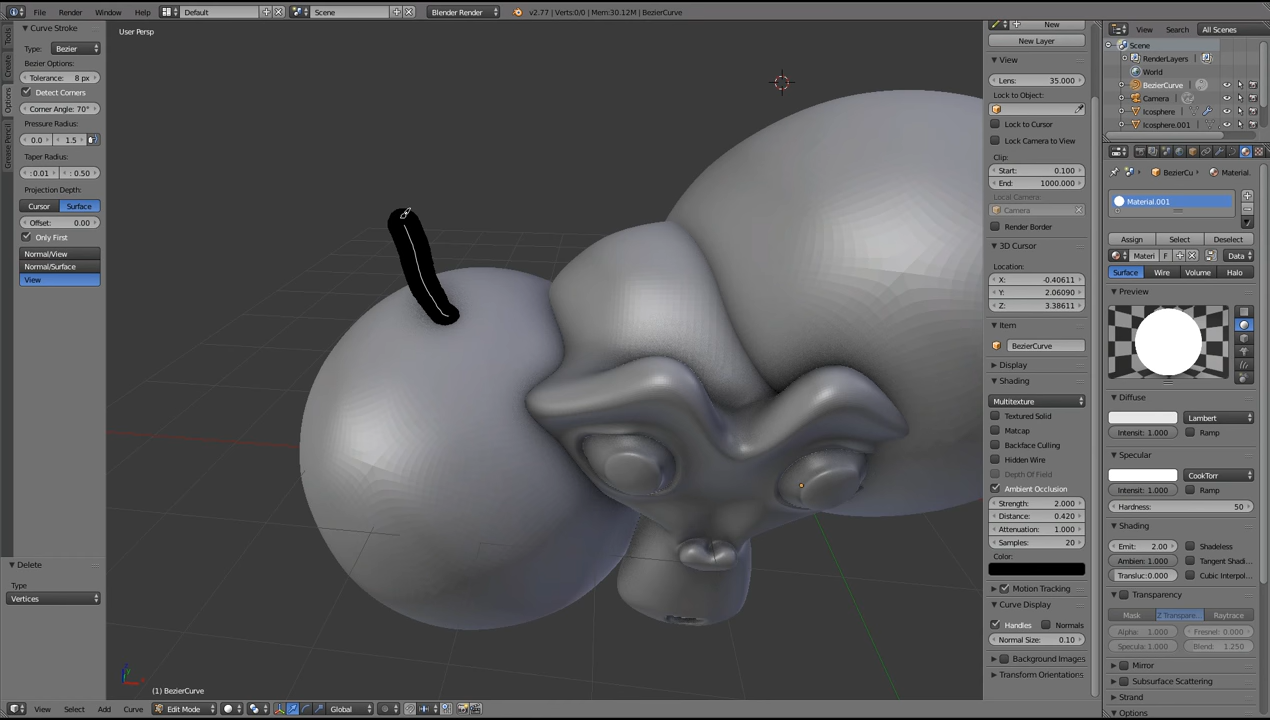 File Render Window Help Default Scene Blender Render v2.77 | Verts:0/0 | Mem:30.12M | BezierCurve
Tools
Create
Options
Grease Pencil
Curve Stroke
Type: Bezier
Bezier Options:
Tolerance: 8 px
Detect Corners
Corner Angle: 70°
Pressure Radius:
0.0 1.5
Taper Radius:
: 0.01 : 0.50
Projection Depth:
Cursor Surface
Offset: 0.00
Only First
Normal/View
Normal/Surface
View
Delete
Type
Vertices
User Persp
(1) BezierCurve
View Select Add Curve Edit Mode Global
New
New Layer
View
Lens: 35.000
Lock to Object:
Lock to Cursor
Lock Camera to View
Clip:
Start: 0.100
End: 1000.000
Local Camera:
Camera
Render Border
3D Cursor
Location:
X: -0.40611
Y: 2.06090
Z: 3.38611
Item
BezierCurve
Display
Shading
Multitexture
Textured Solid
Matcap
Backface Culling
Hidden Wire
Depth Of Field
Ambient Occlusion
Strength: 2.000
Distance: 0.420
Attenuation: 1.000
Samples: 20
Color:
Motion Tracking
Curve Display
Handles Normals
Normal Size: 0.10
Background Images
Transform Orientations
View Search All Scenes
Scene
RenderLayers
World
BezierCurve
Camera
Icosphere
Icosphere.001
BezierCu Material.
Material.001
Assign Select Deselect
Materi F Data
Surface Wire Volume Halo
Preview
Diffuse
Lambert
Intensit: 1.000 Ramp
Specular
CookTorr
Intensit: 1.000 Ramp
Hardness: 50
Shading
Emit: 2.00 Shadeless
Ambien: 1.000 Tangent Shadi...
Transluc:0.000 Cubic Interpol...
Transparency
Mask Z Transpare... Raytrace
Alpha: 1.000 Fresnel: 0.000
Specula: 1.000 Blend: 1.250
Mirror
Subsurface Scattering
Strand
Options